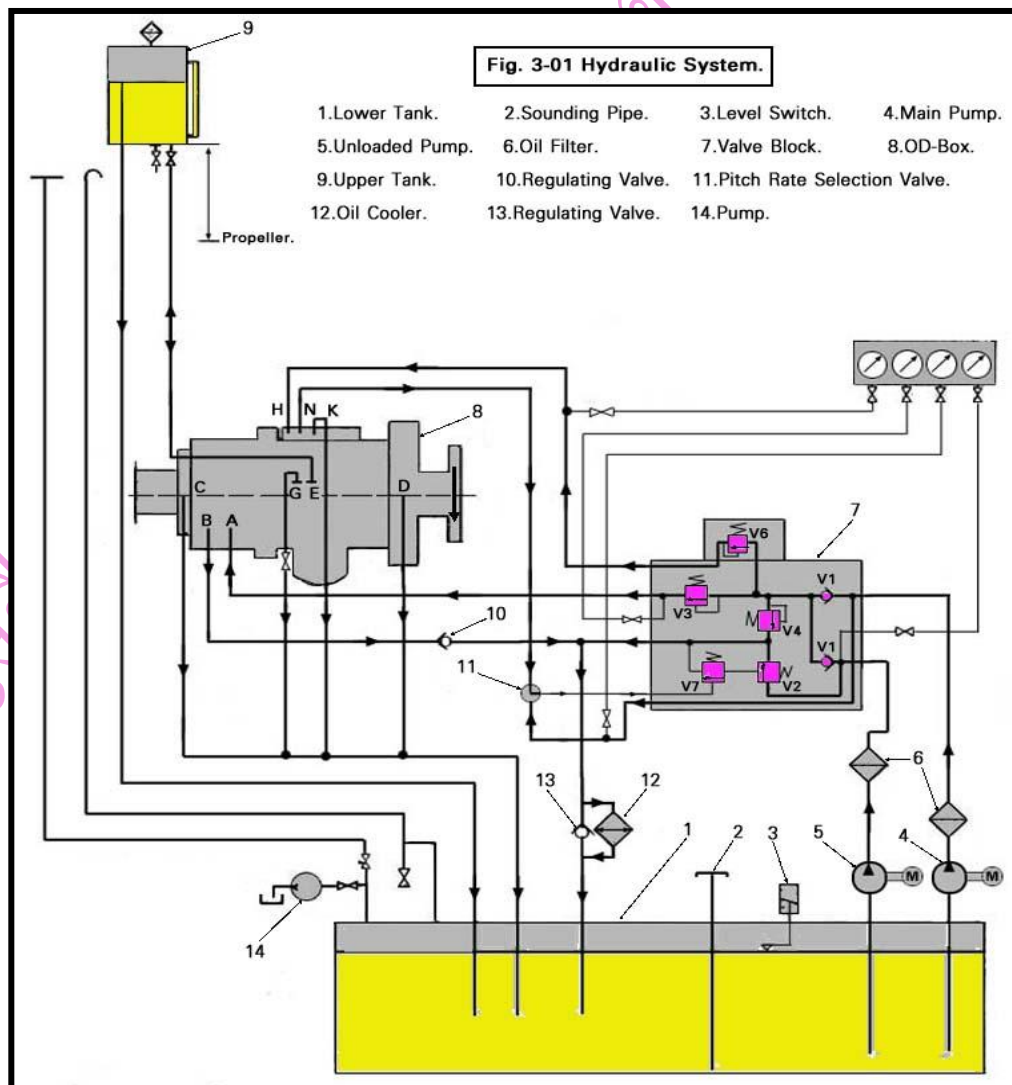 9
Fig. 3-01 Hydraulic System.
1.Lower Tank. 2.Sounding Pipe. 3.Level Switch. 4.Main Pump.
5.Unloaded Pump. 6.Oil Filter. 7.Valve Block. 8.OD-Box.
9.Upper Tank. 10.Regulating Valve. 11.Pitch Rate Selection Valve.
12.Oil Cooler. 13.Regulating Valve. 14.Pump.
Propeller.
H N K
8
C G E D
B A
7
V6
V1
V3
V4
10
V1
11
V7 V2
6
13 12
1 2 3 5 4
M M
14